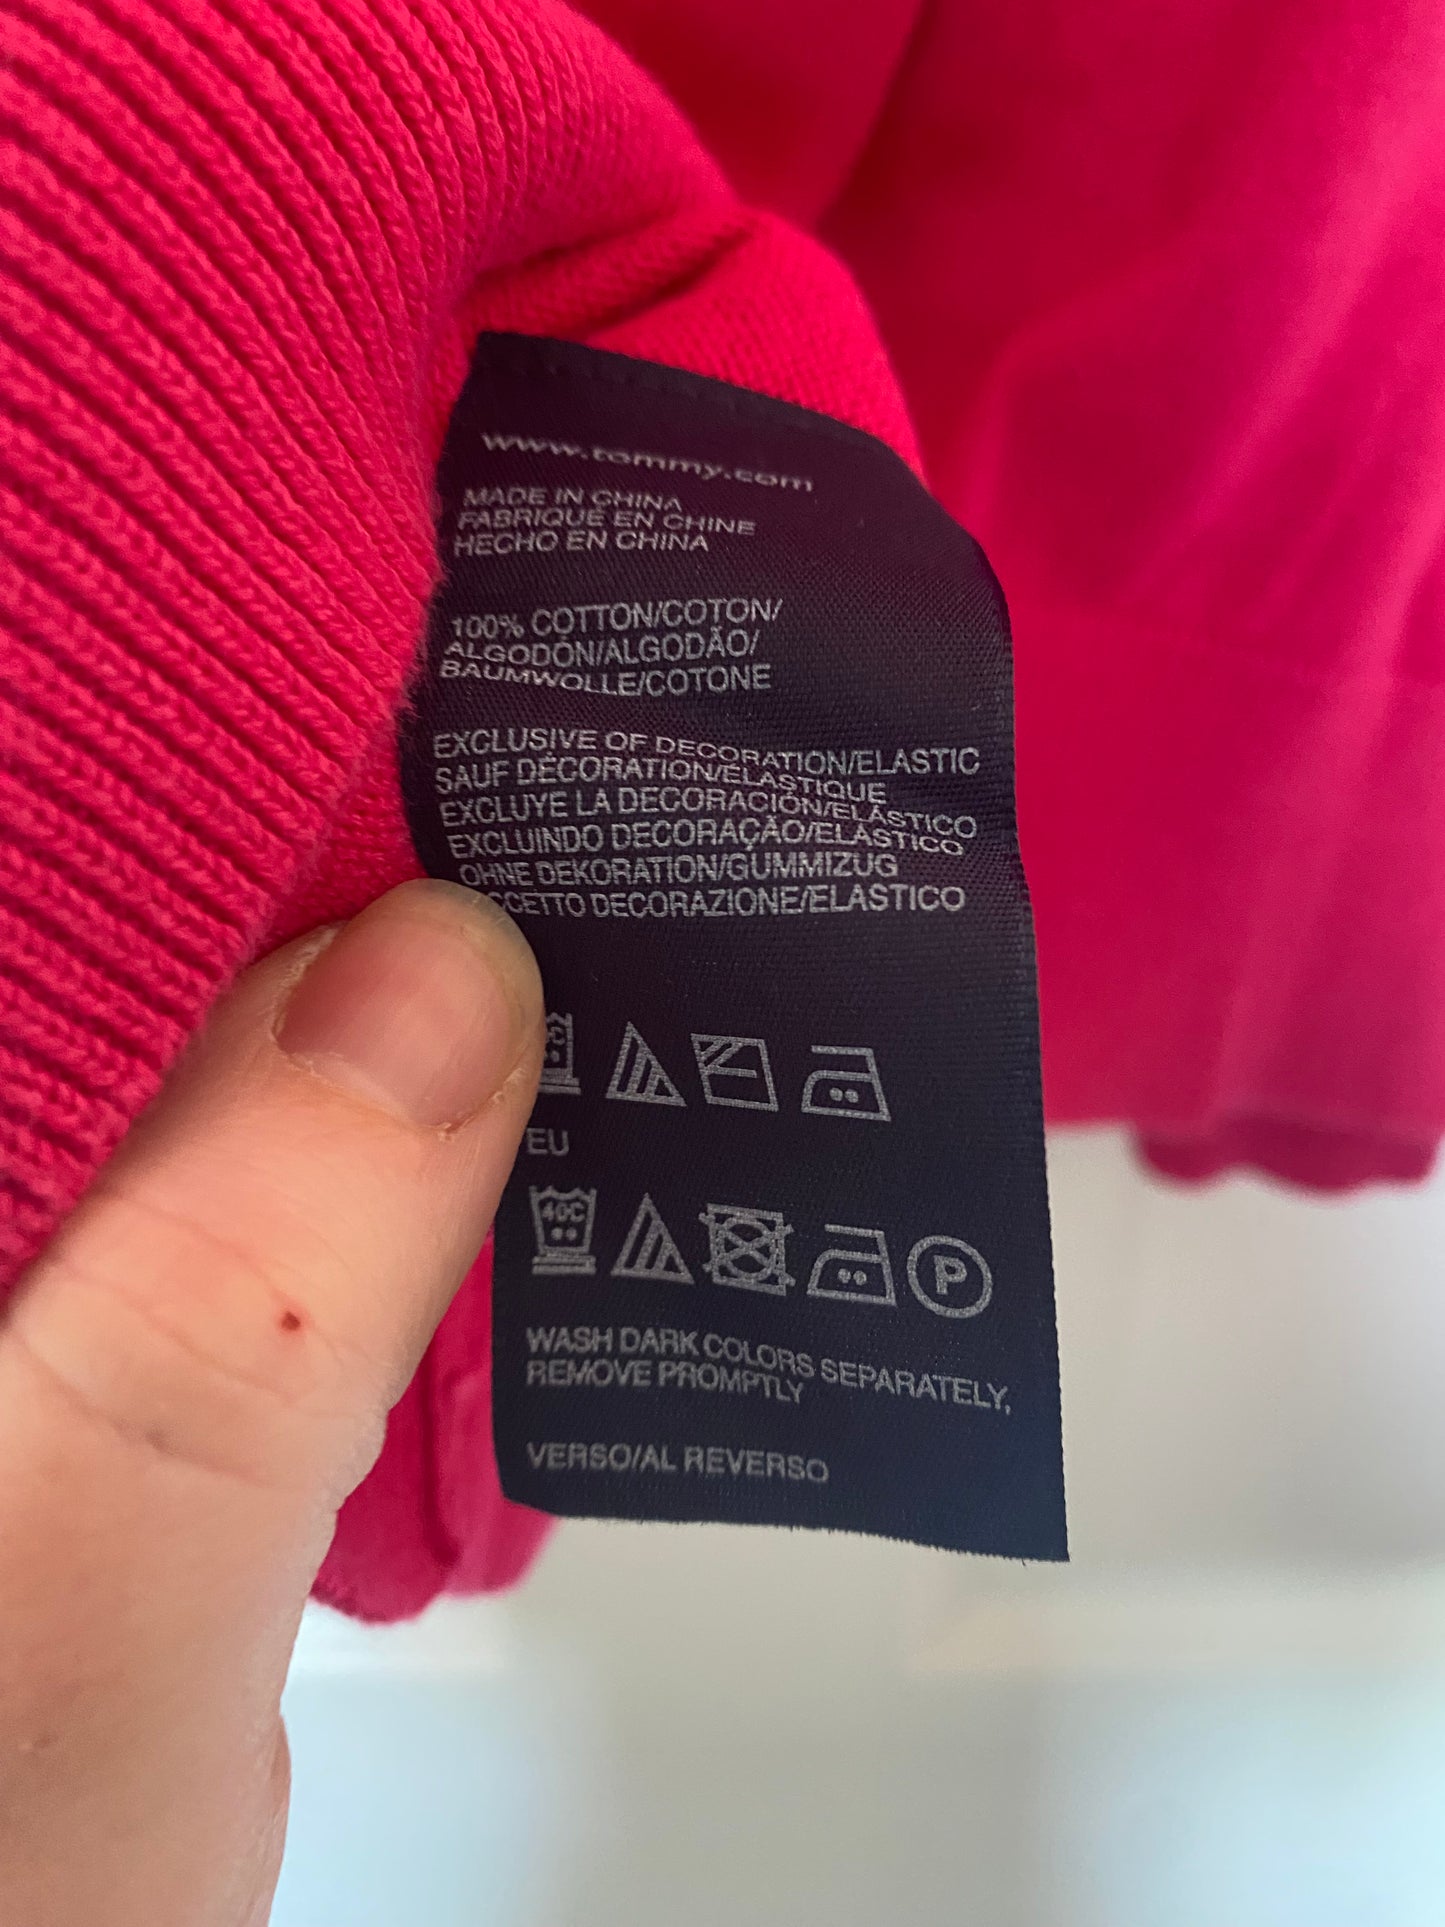 www.tommy.com
MADE IN CHINA
FABRIQUÉ EN CHINE
HECHO EN CHINA
100% COTTON/COTON/
ALGODÓN/ALGODÃO/
BAUMWOLLE/COTONE
EXCLUSIVE OF DECORATION/ELASTIC
SAUF DÉCORATION/ÉLASTIQUE
EXCLUYE LA DECORACIÓN/ELÁSTICO
EXCLUINDO DECORAÇÃO/ELÁSTICO
OHNE DEKORATION/GUMMIZUG
DECORAZIONE/ELASTICO
EU
40C
P
WASH DARK COLORS SEPARATELY,
REMOVE PROMPTLY
VERSO/AL REVERSO